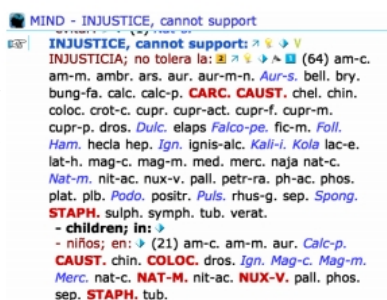 MIND - INJUSTICE, cannot support
INJUSTICE, cannot support: V
INJUSTICIA; no tolera la: 2 1 (64) am-c.
am-m. ambr. ars. aur. aur-m-n. Aur-s. bell. bry.
bung-fa. calc. calc-p. CARC. CAUST. chel. chin.
coloc. crot-c. cupr. cupr-act. cupr-f. cupr-m.
cupr-p. dros. Dulc. elaps Falco-pe. fic-m. Foll.
Ham. hecla hep. Ign. ignis-alc. Kali-i. Kola lac-e.
lat-h. mag-c. mag-m. med. merc. naja nat-c.
Nat-m. nit-ac. nux-v. pall. petr-ra. ph-ac. phos.
plat. plb. Podo. positr. Puls. rhus-g. sep. Spong.
STAPH. sulph. symph. tub. verat.
- children; in:
- niños; en: (21) am-c. am-m. aur. Calc-p.
CAUST. chin. COLOC. dros. Ign. Mag-c. Mag-m.
Merc. nat-c. NAT-M. nit-ac. NUX-V. pall. phos.
sep. STAPH. tub.